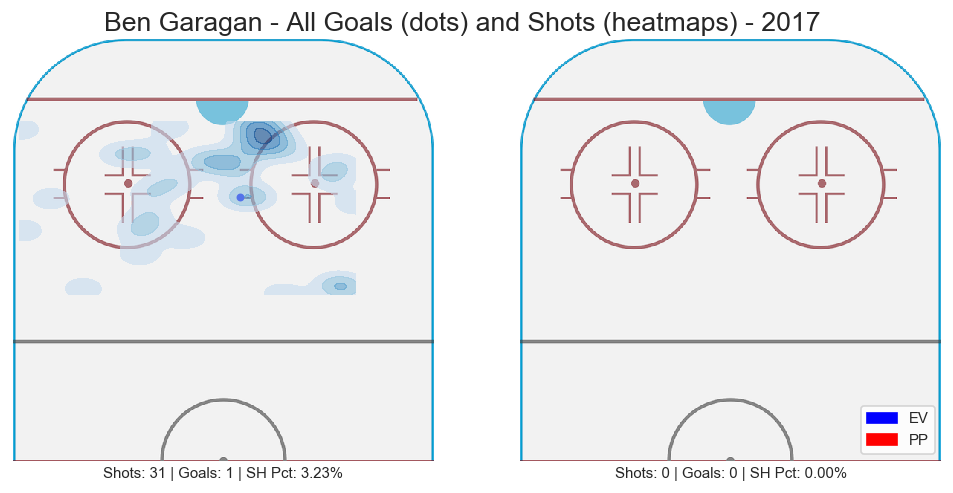 Ben Garagan - All Goals (dots) and Shots (heatmaps) - 2017
EV
PP
Shots: 31 | Goals: 1 | SH Pct: 3.23%
Shots: 0 | Goals: 0 | SH Pct: 0.00%